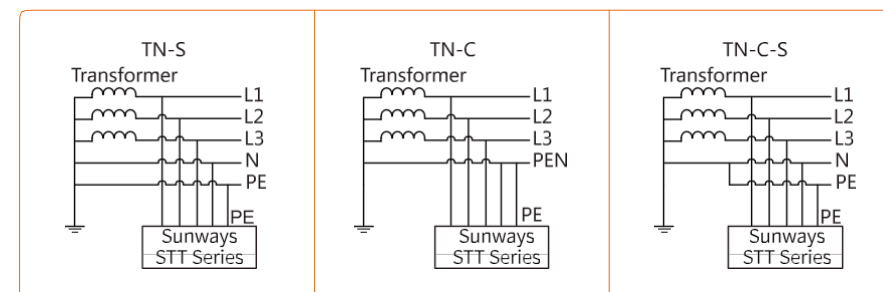 TN-S
Transformer
L1
L2
L3
N
PE
PE
Sunways
STT Series
TN-C
Transformer
L1
L2
L3
PEN
PE
Sunways
STT Series
TN-C-S
Transformer
L1
L2
L3
N
PE
PE
Sunways
STT Series